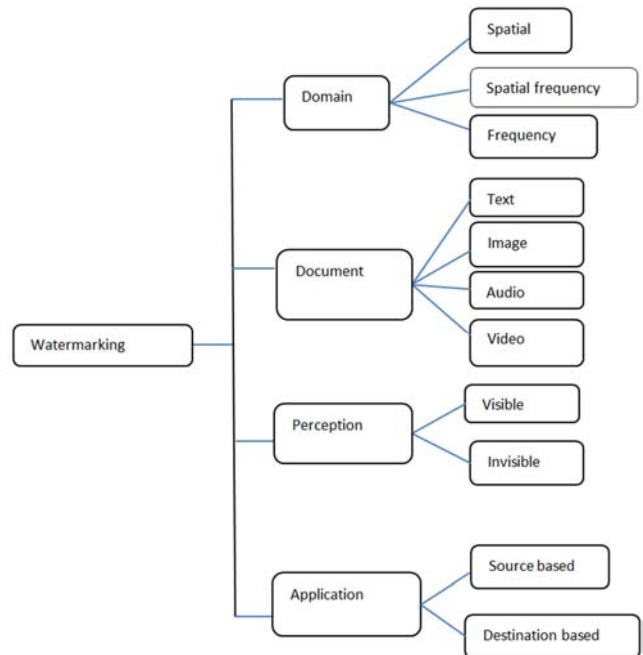 Watermarking
Domain
Spatial
Spatial frequency
Frequency
Document
Text
Image
Audio
Video
Perception
Visible
Invisible
Application
Source based
Destination based